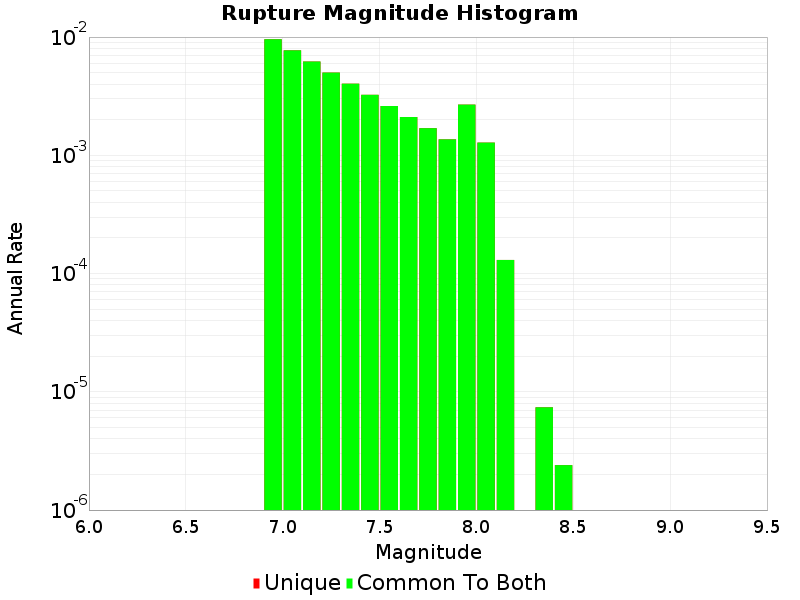 Rupture Magnitude Histogram
10-2
10-3
10-4
10-5
10-6
Annual Rate
6.0 6.5 7.0 7.5 8.0 8.5 9.0 9.5
Magnitude
Unique Common To Both